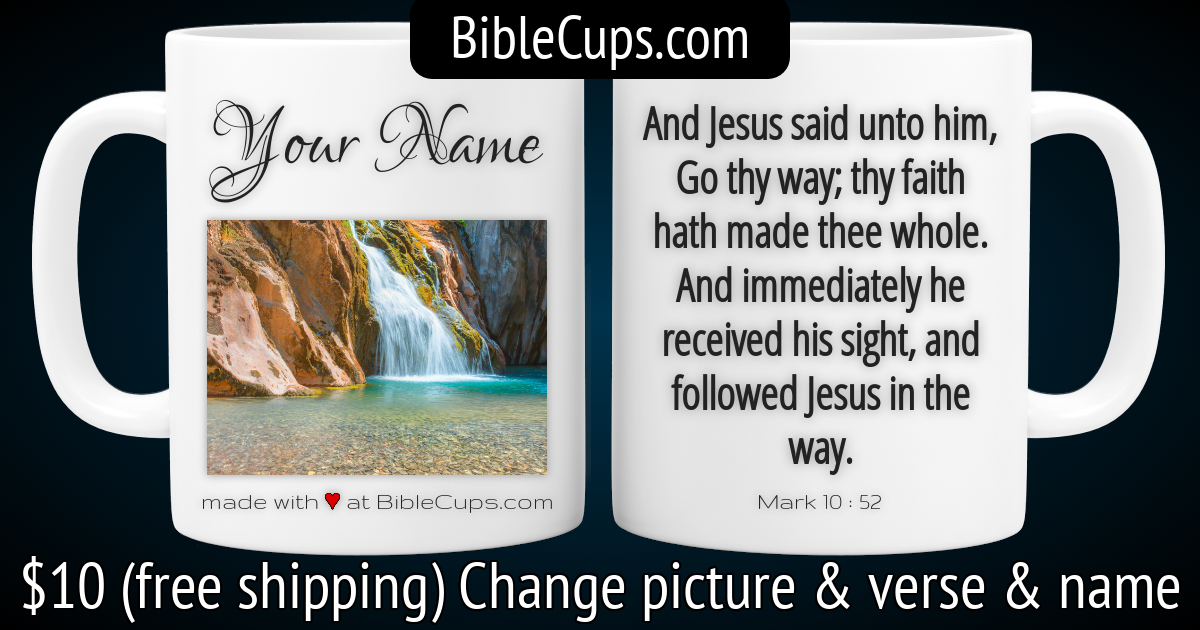 BibleCups.com
Your Name
made with ♥ at BibleCups.com
And Jesus said unto him,
Go thy way; thy faith
hath made thee whole.
And immediately he
received his sight, and
followed Jesus in the
way.
Mark 10 : 52
$10 (free shipping) Change picture & verse & name